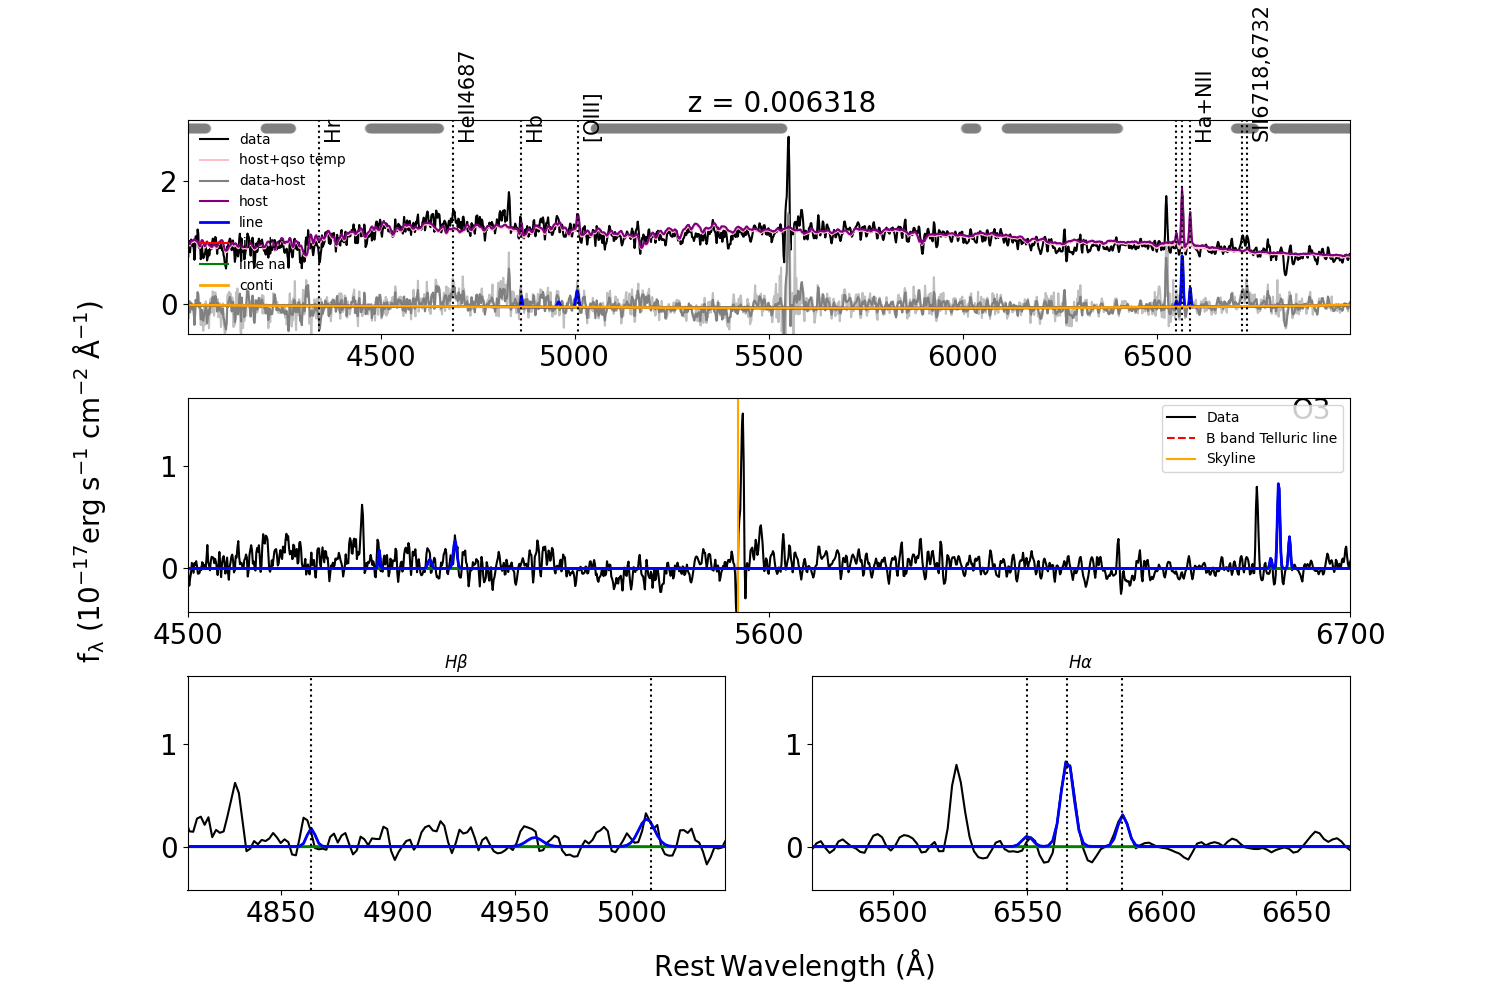 z = 0.006318
Hr
HeII4687
Hb
[OIII]
Ha+NII
SII6718,6732
data
host+qso temp
data-host
host
line
line na
conti
2
0
4500 5000 5500 6000 6500
fλ (10−17erg s−1 cm−2 Å−1)
O3
Data
B band Telluric line
Skyline
1
0
4500 5600 6700
Hβ
1
0
4850 4900 4950 5000
Hα
1
0
6500 6550 6600 6650
Rest Wavelength (Å)